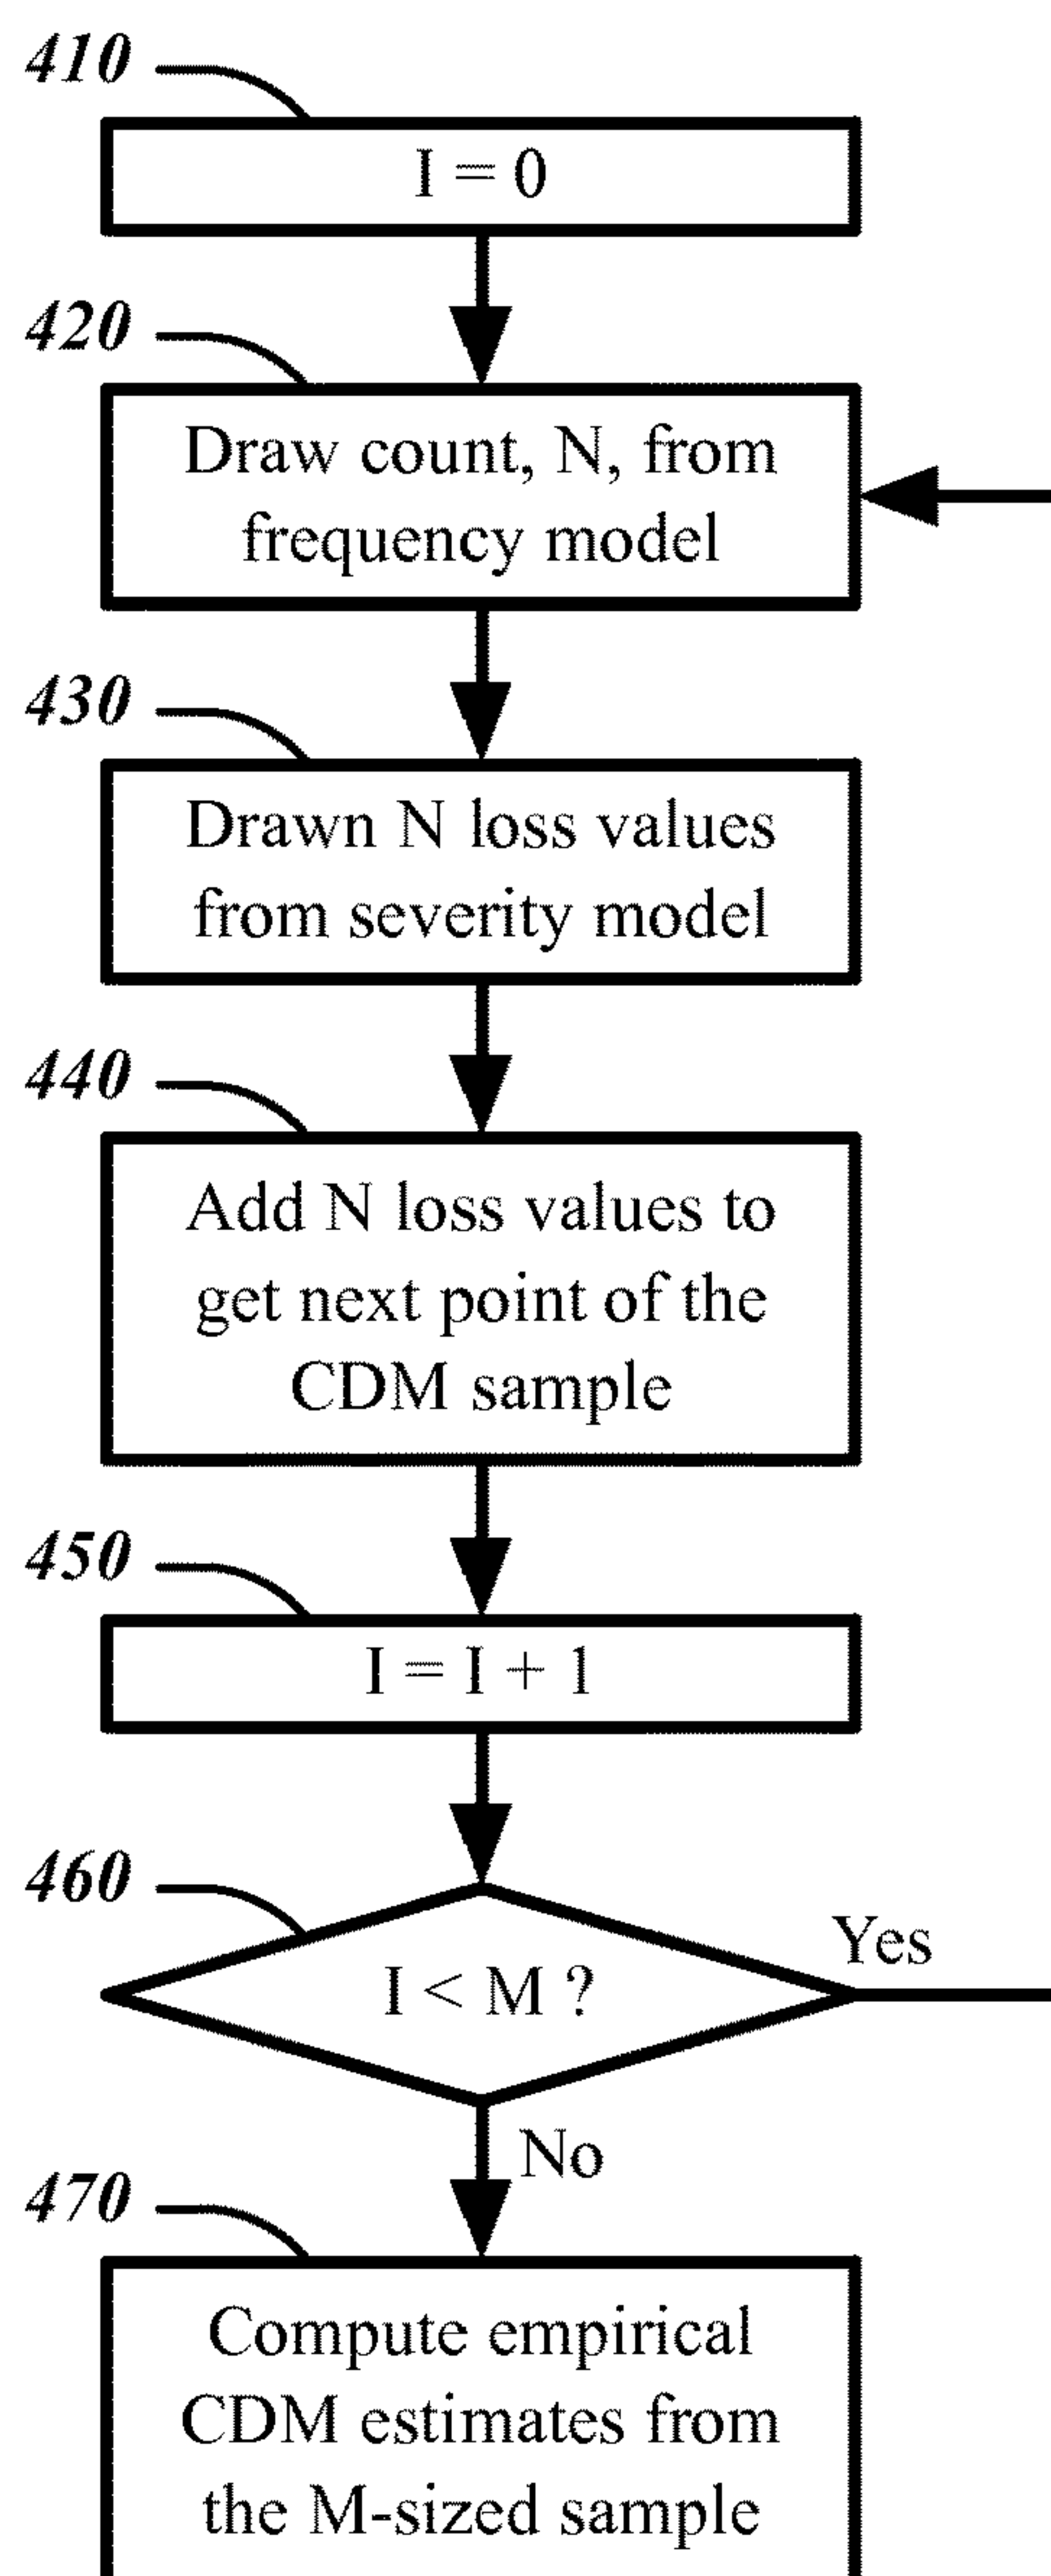 410
I = 0
420
Draw count, N, from
frequency model
430
Drawn N loss values
from severity model
440
Add N loss values to
get next point of the
CDM sample
450
I = I + 1
460
I < M ?
Yes
No
470
Compute empirical
CDM estimates from
the M-sized sample